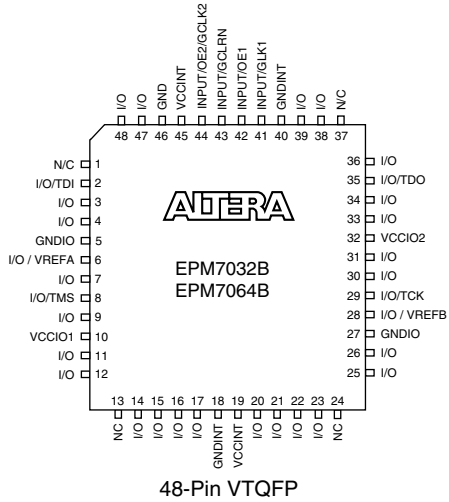 I/O
I/O
GND
VCCINT
INPUT/OE2/GCLK2
INPUT/GCLRN
INPUT/OE1
INPUT/GLK1
GNDINT
I/O
I/O
N/C
48 47 46 45 44 43 42 41 40 39 38 37
N/C 1
I/O/TDI 2
I/O 3
I/O 4
GNDIO 5
I/O / VREFA 6
I/O 7
I/O/TMS 8
I/O 9
VCCIO1 10
I/O 11
I/O 12
ALTERA
EPM7032B
EPM7064B
36 I/O
35 I/O/TDO
34 I/O
33 I/O
32 VCCIO2
31 I/O
30 I/O
29 I/O/TCK
28 I/O / VREFB
27 GNDIO
26 I/O
25 I/O
13 14 15 16 17 18 19 20 21 22 23 24
NC
I/O
I/O
I/O
I/O
GNDINT
VCCINT
I/O
I/O
I/O
I/O
NC
48-Pin VTQFP